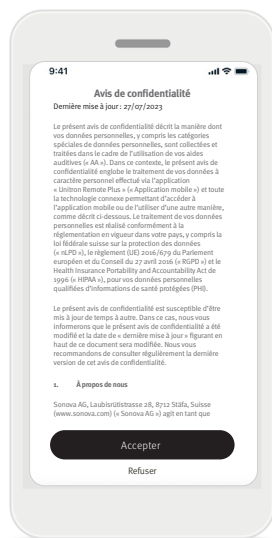 9:41
Avis de confidentialité
Dernière mise à jour : 27/07/2023
Le présent avis de confidentialité décrit la manière dont
vos données personnelles, y compris les catégories
spéciales de données personnelles, sont collectées et
traitées dans le cadre de l'utilisation de vos aides
auditives (« AA »). Dans ce contexte, le présent avis de
confidentialité englobe le traitement de vos données à
caractère personnel effectué via l'application
« Unitron Remote Plus » (« Application mobile ») et toute
la technologie connexe permettant d'accéder à
l'application mobile ou de l'utiliser d'une autre manière,
comme décrit ci-dessous. Le traitement de vos données
personnelles est réalisé conformément à la
réglementation en vigueur dans votre pays, y compris la
loi fédérale suisse sur la protection des données
(« nLPD »), le règlement (UE) 2016/679 du Parlement
européen et du Conseil du 27 avril 2016 (« RGPD ») et le
Health Insurance Portability and Accountability Act de
1996 (« HIPAA »), pour vos données personnelles
qualifiées d'informations de santé protégées (PHI).
Le présent avis de confidentialité est susceptible d'être
mis à jour de temps à autre. Dans ce cas, nous vous
informerons que le présent avis de confidentialité a été
modifié et la date de « dernière mise à jour » figurant en
haut de ce document sera modifiée. Nous vous
recommandons de consulter régulièrement la dernière
version de cet avis de confidentialité.
1. À propos de nous
Sonova AG, Laubisrütistrasse 28, 8712 Stäfa, Suisse
(www.sonova.com) (« Sonova AG ») agit en tant que
Accepter
Refuser